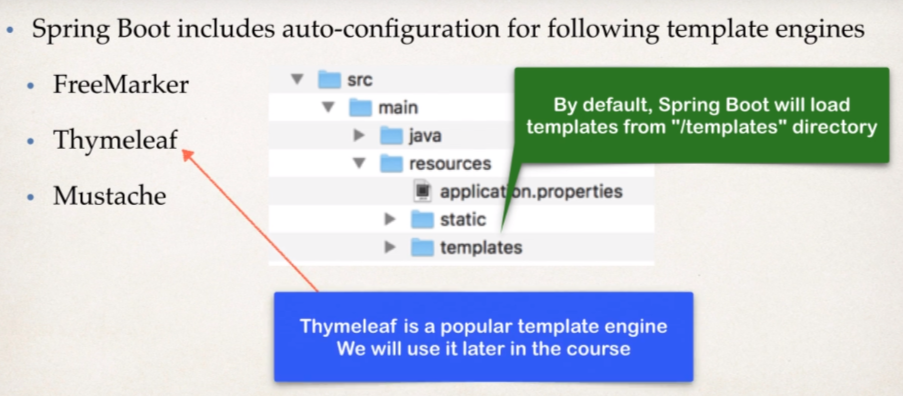 Spring Boot includes auto-configuration for following template engines
FreeMarker
Thymeleaf
Mustache
src
main
java
resources
application.properties
static
templates
By default, Spring Boot will load
templates from "/templates" directory
Thymeleaf is a popular template engine
We will use it later in the course